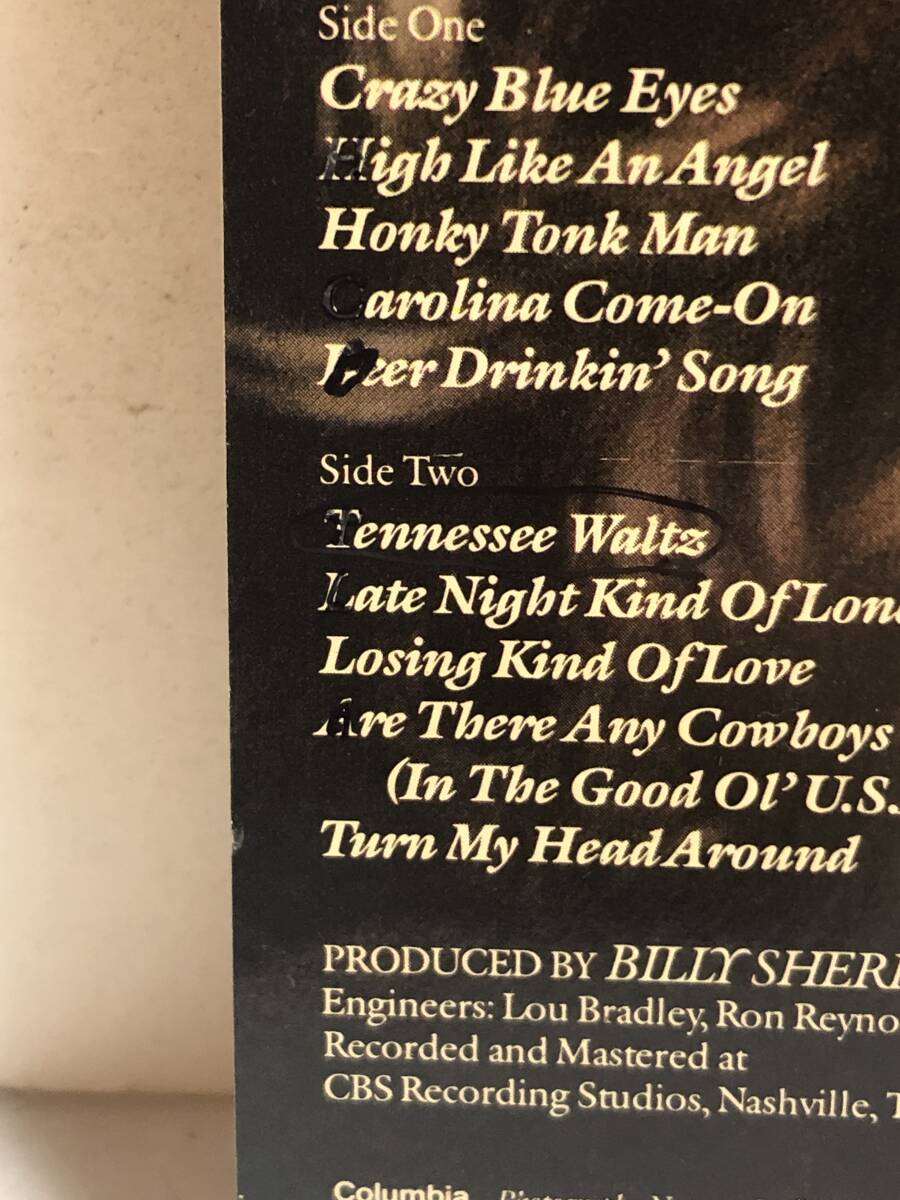 Side One
Crazy Blue Eyes
High Like An Angel
Honky Tonk Man
Carolina Come-On
Beer Drinkin' Song
Side Two
Tennessee Waltz
Late Night Kind Of
Losing Kind Of Love
Are There Any Cowboys
(In The Good Ol' U.S.
Turn My Head Around
PRODUCED BY BILLY
Engineers: Lou Bradley, Ron
Recorded and Mastered at
CBS Recording Studios, Nashville,
Columbia